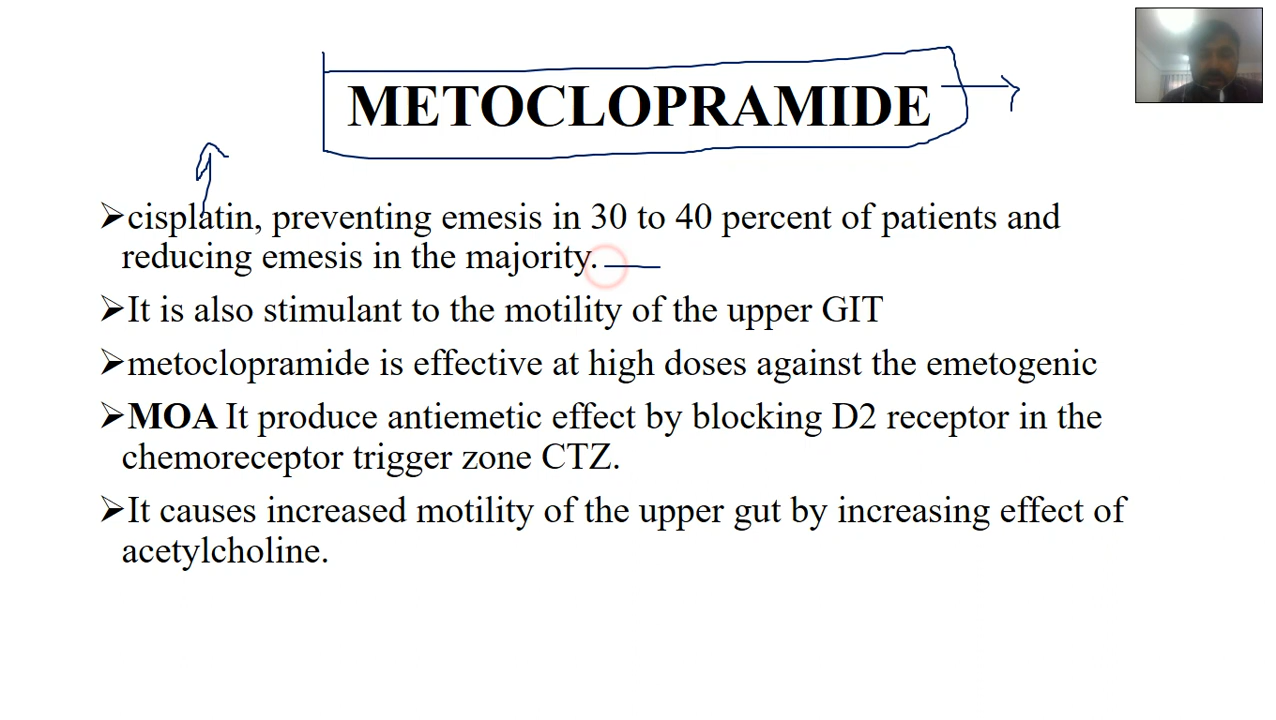 METOCLOPRAMIDE
➢cisplatin, preventing emesis in 30 to 40 percent of patients and
reducing emesis in the majority.
➢It is also stimulant to the motility of the upper GIT
➢metoclopramide is effective at high doses against the emetogenic
➢MOA It produce antiemetic effect by blocking D2 receptor in the
chemoreceptor trigger zone CTZ.
➢It causes increased motility of the upper gut by increasing effect of
acetylcholine.